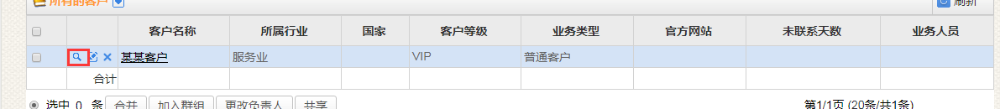 所有的客户 刷新
客户名称 所属行业 国家 客户等级 业务类型 官方网站 未联系天数 业务人员
某某客户 服务业 VIP 普通客户
合计
选中 0 条 合并 加入群组 更改负责人 共享 第1/1页 (20条/共1条)